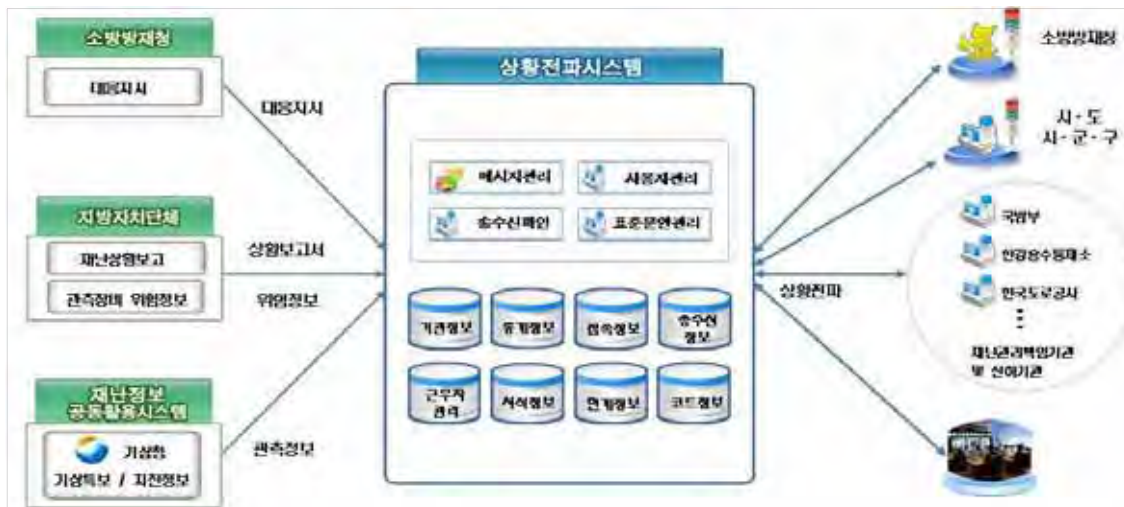 소방방재청
대응지시
대응지시
지방자치단체
재난상황보고
관측장비 위험정보
상황보고서
위험정보
재난정보
공동활용시스템
기상청
기상특보 / 지진정보
관측정보
상황전파시스템
메시지관리
사용자관리
송수신확인
표준문안관리
기관정보
통계정보
접속정보
송수신
정보
근무자
관리
서식정보
연계정보
코드정보
상황전파
소방방재청
시·도
시·군·구
국방부
한강홍수통제소
한국도로공사
재난관리책임기관
및 산하기관